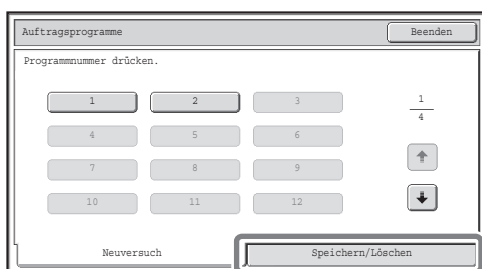 Auftragsprogramme Beenden
Programmnummer drücken.
1 2 3 1
4 5 6 4
7 8 9
10 11 12
Neuversuch Speichern/Löschen